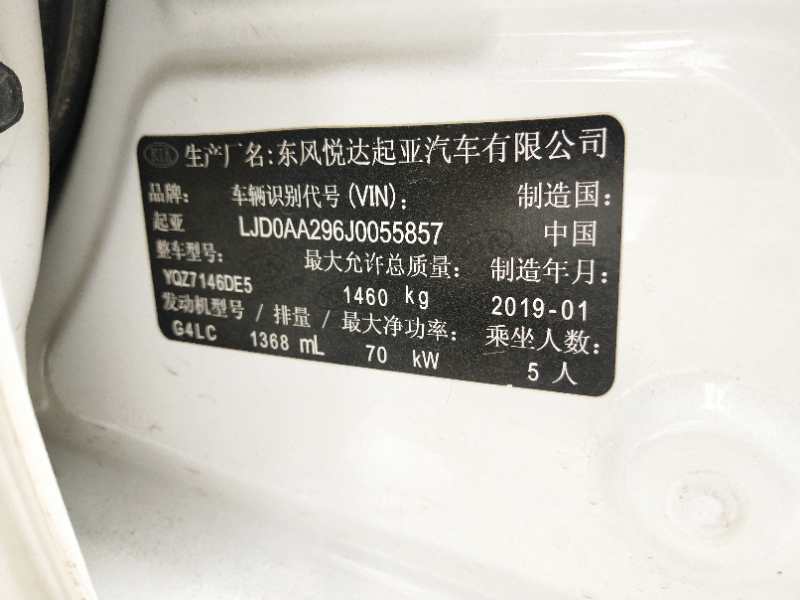 KIA 生产厂名:东风悦达起亚汽车有限公司
品牌: 车辆识别代号(VIN): 制造国:
起亚 LJD0AA296J0055857 中国
整车型号: 最大允许总质量: 制造年月:
YQZ7146DE5 1460 kg 2019-01
发动机型号/排量/最大净功率: 乘坐人数:
G4LC 1368 mL 70 kW 5 人